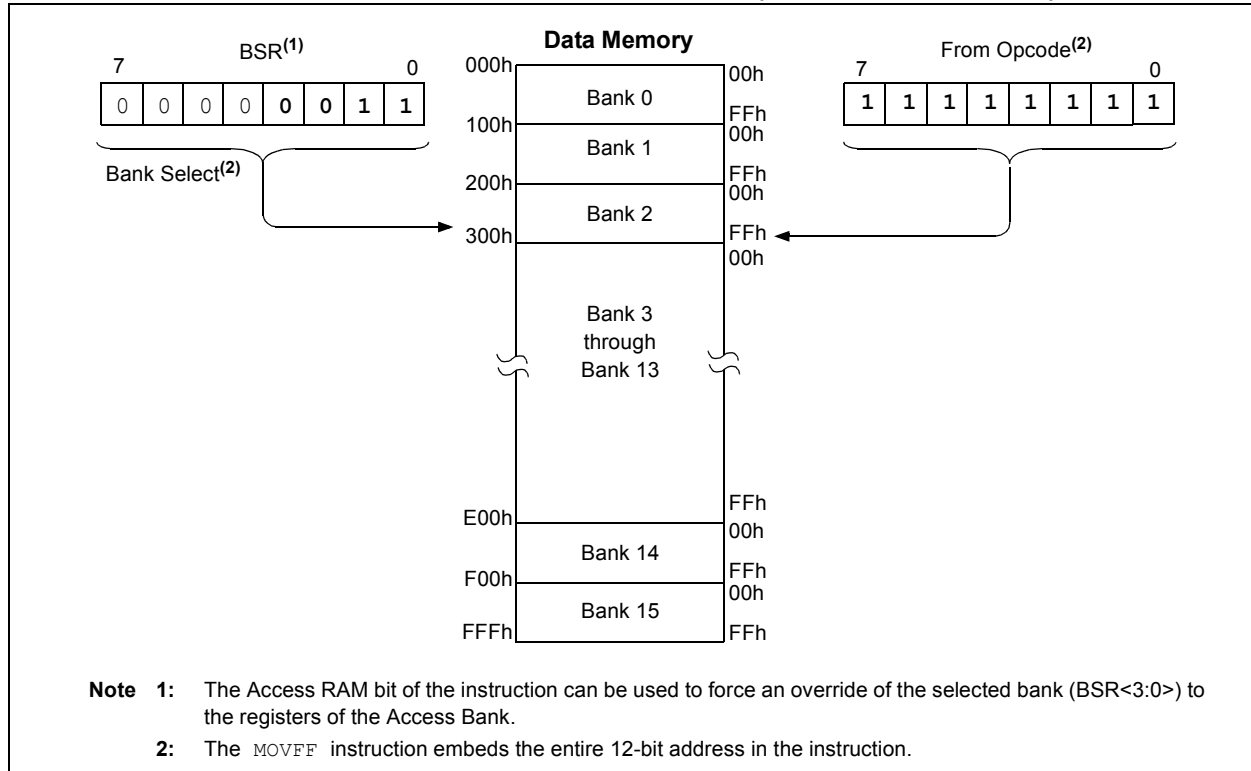 Data Memory
BSR(1)
7 0
0 0 0 0 0 0 1 1
Bank Select(2)
From Opcode(2)
7 0
1 1 1 1 1 1 1 1
000h
00h
Bank 0
FFh
100h
00h
Bank 1
FFh
200h
00h
Bank 2
FFh
300h
00h
Bank 3
through
Bank 13
FFh
E00h
00h
Bank 14
FFh
F00h
00h
Bank 15
FFFh
FFh
Note 1: The Access RAM bit of the instruction can be used to force an override of the selected bank (BSR<3:0>) to
the registers of the Access Bank.
2: The MOVFF instruction embeds the entire 12-bit address in the instruction.